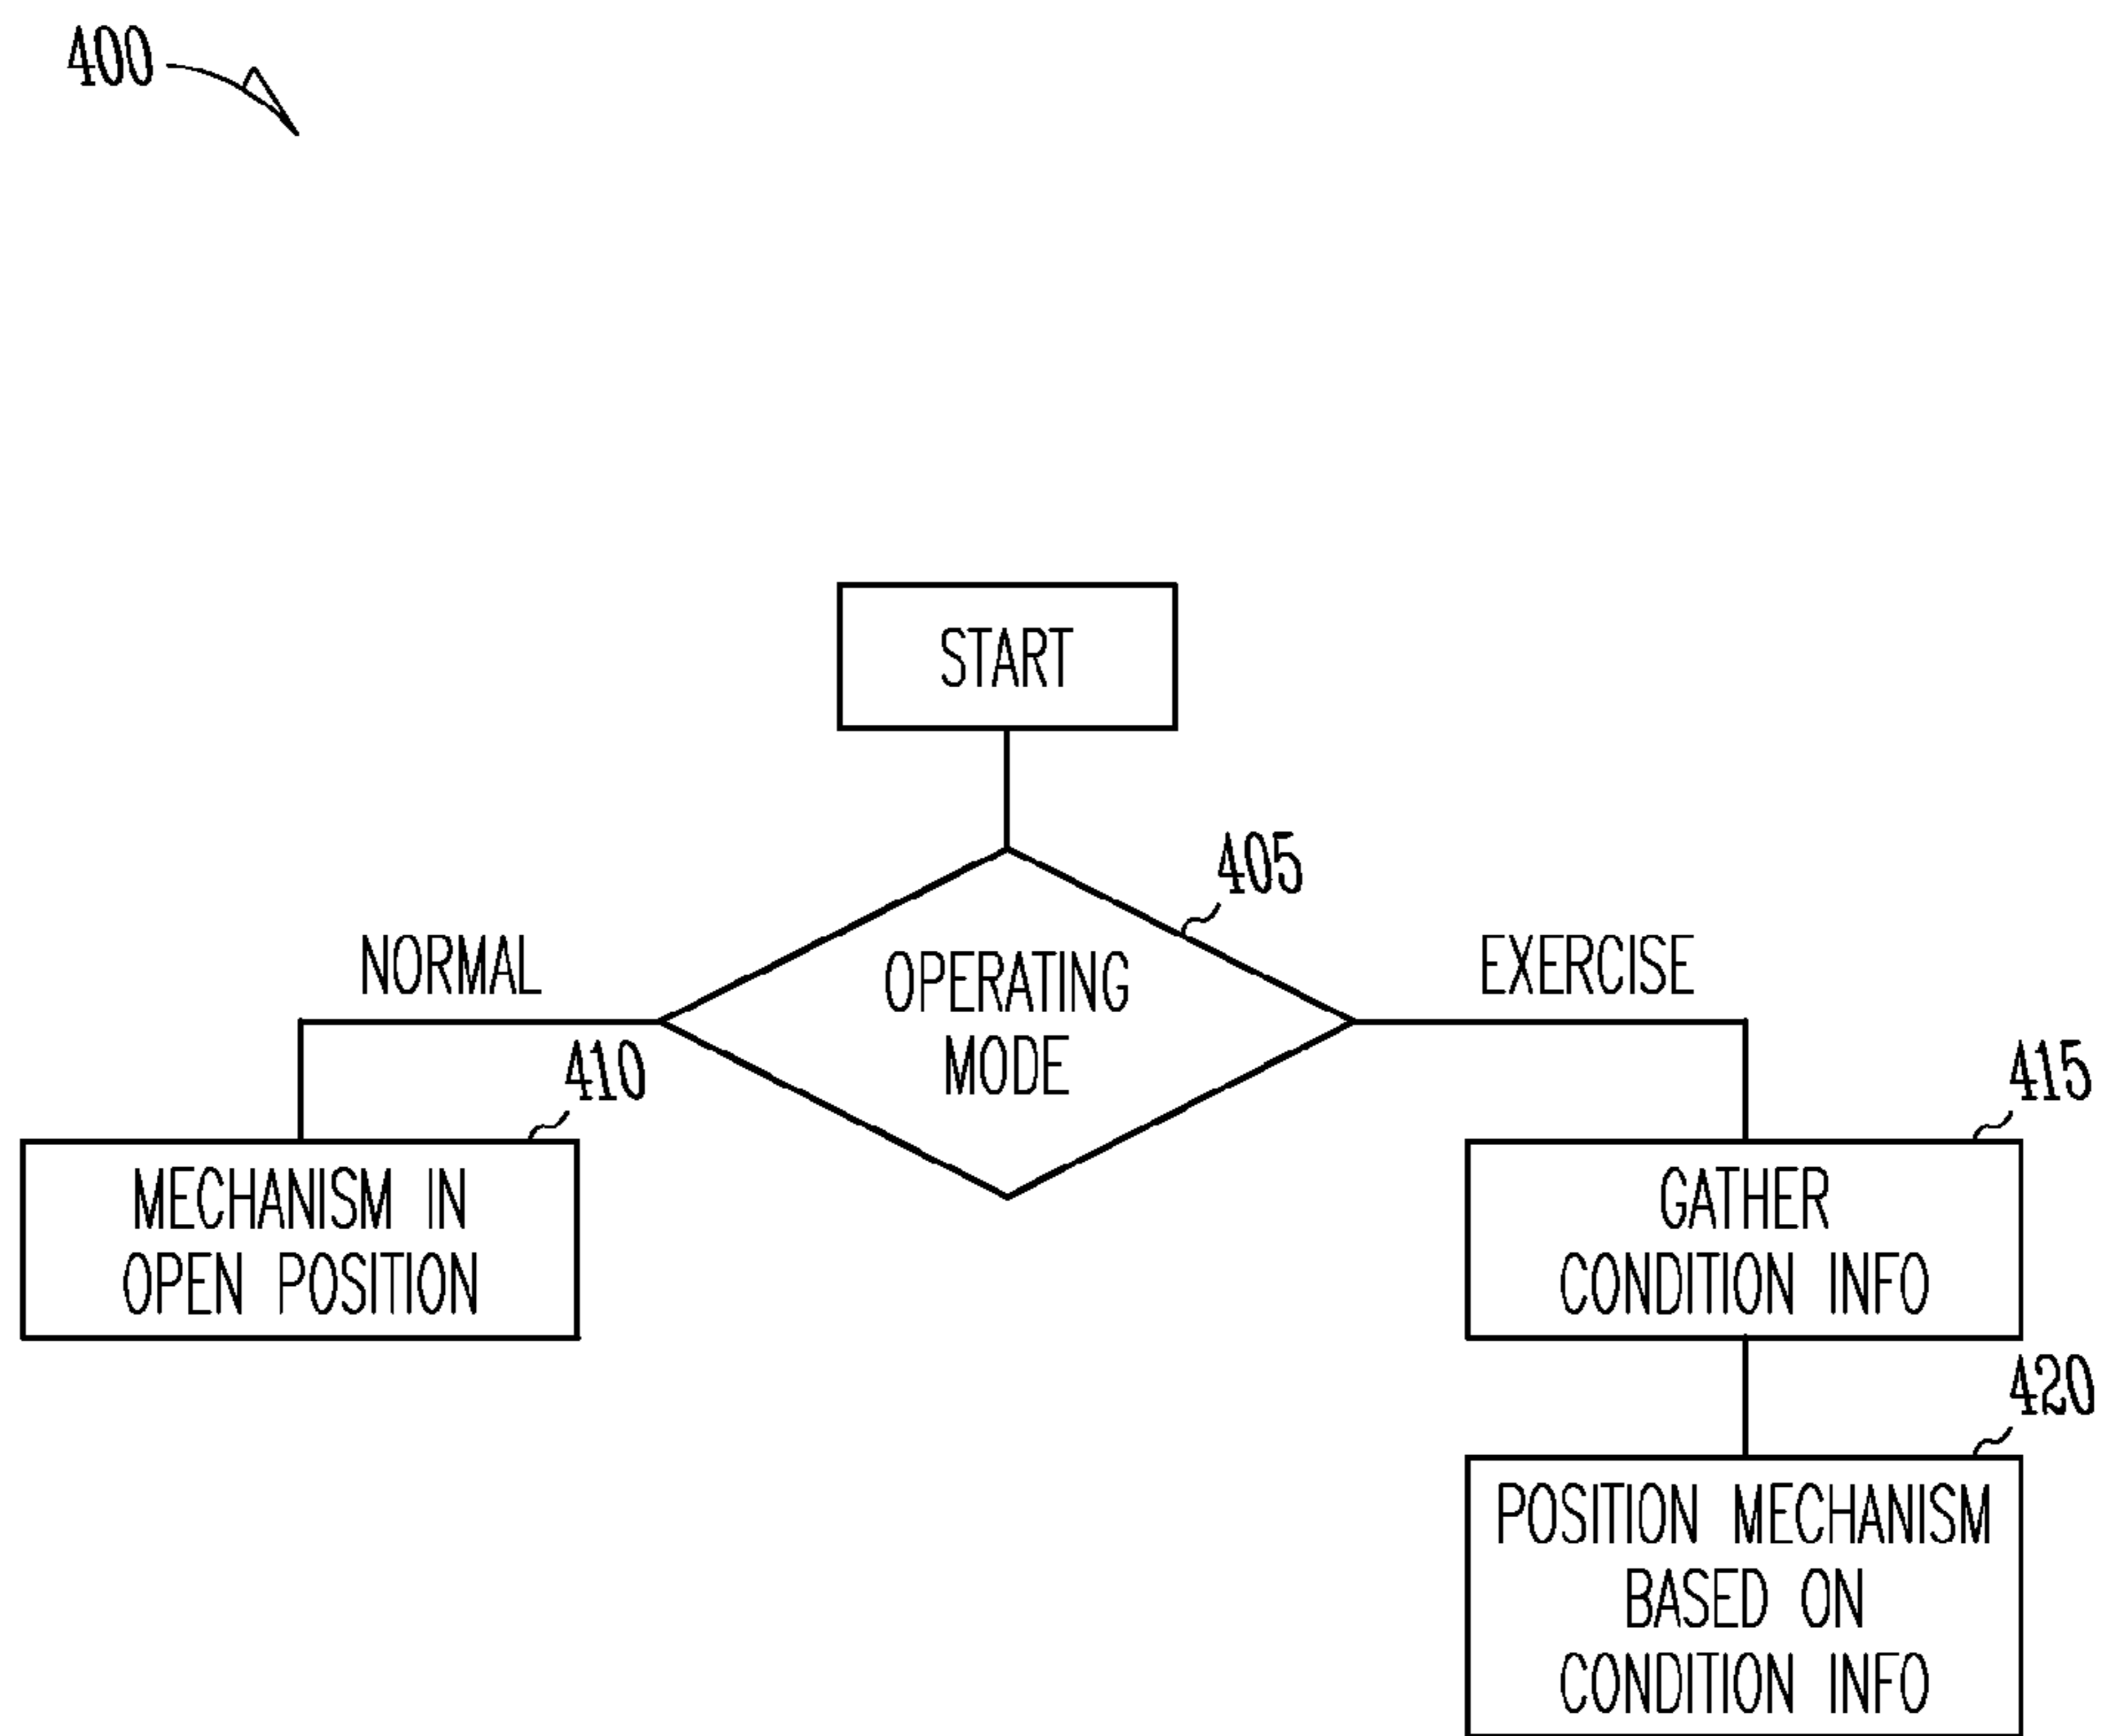 400
START
405
OPERATING
MODE
NORMAL
EXERCISE
410
MECHANISM IN
OPEN POSITION
415
GATHER
CONDITION INFO
420
POSITION MECHANISM
BASED ON
CONDITION INFO